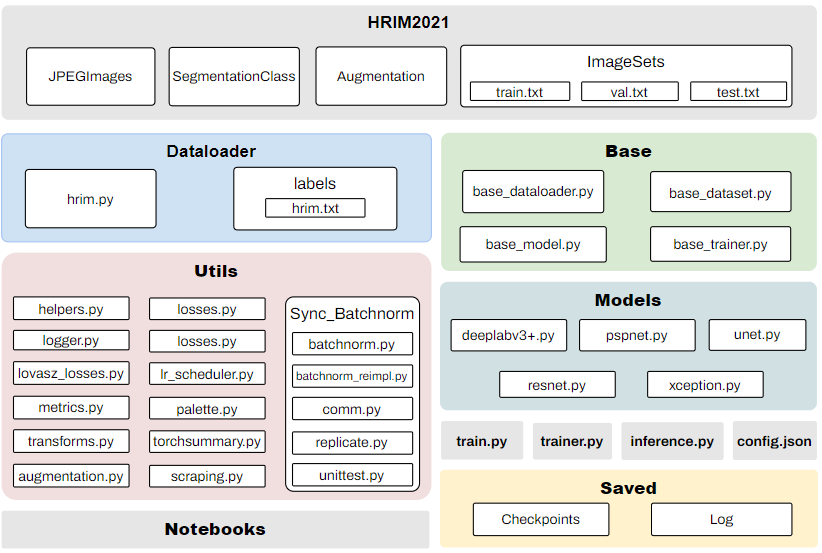 HRIM2021
JPEGImages
SegmentationClass
Augmentation
ImageSets
train.txt
val.txt
test.txt
Dataloader
hrim.py
labels
hrim.txt
Base
base_dataloader.py
base_dataset.py
base_model.py
base_trainer.py
Utils
helpers.py
losses.py
logger.py
losses.py
lovasz_losses.py
lr_scheduler.py
metrics.py
palette.py
transforms.py
torchsummary.py
augmentation.py
scraping.py
Sync_Batchnorm
batchnorm.py
batchnorm_reimpl.py
comm.py
replicate.py
unittest.py
Models
deeplabv3+.py
pspnet.py
unet.py
resnet.py
xception.py
train.py
trainer.py
inference.py
config.json
Saved
Checkpoints
Log
Notebooks